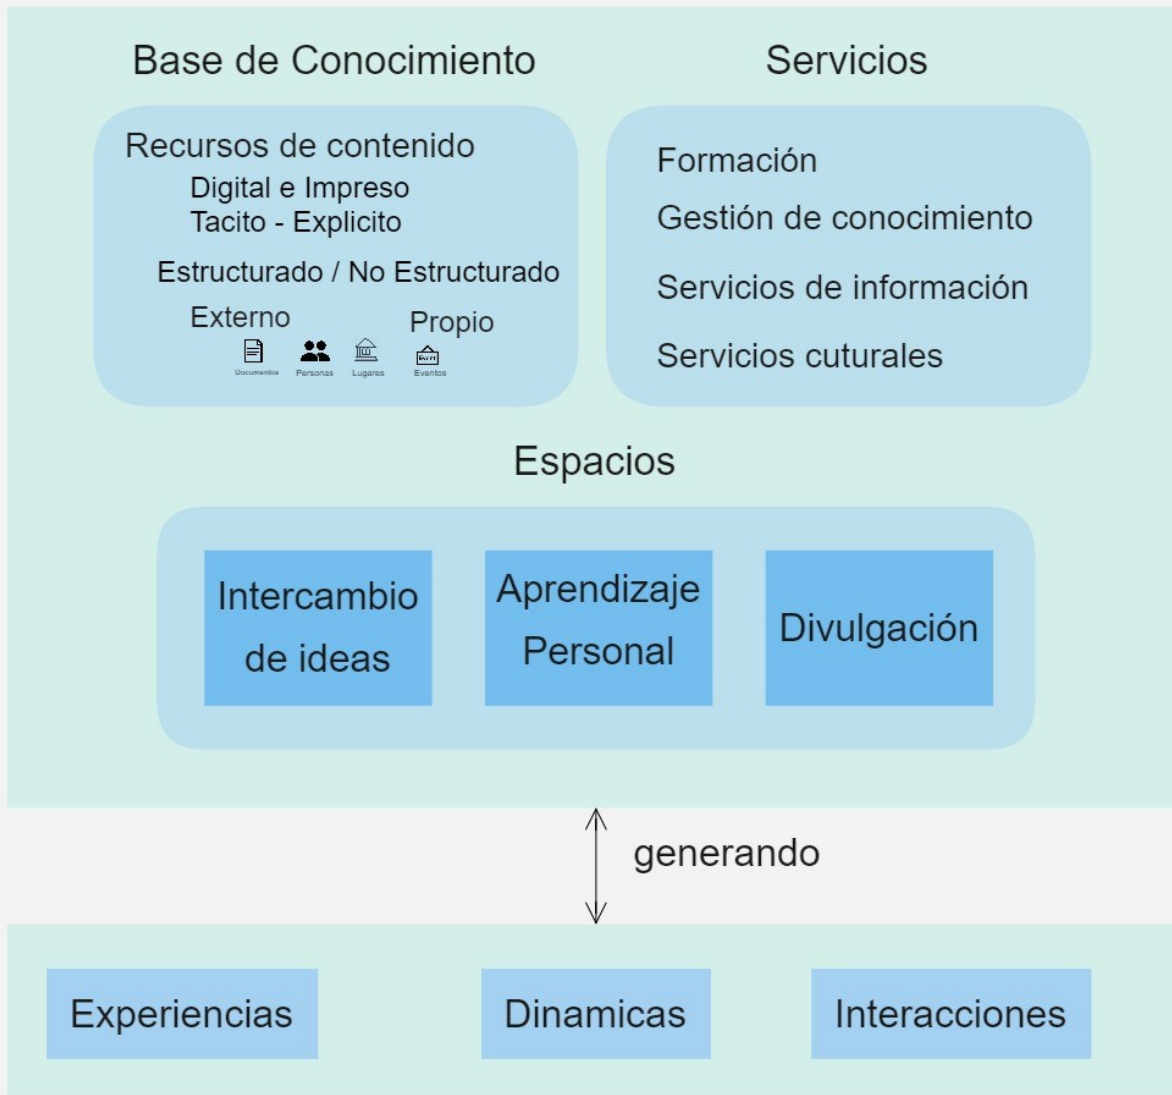 Base de Conocimiento
Recursos de contenido
Digital e Impreso
Tacito - Explicito
Estructurado / No Estructurado
Externo
Propio
Documentos
Personas
Lugares
Eventos
Servicios
Formación
Gestión de conocimiento
Servicios de información
Servicios cuturales
Espacios
Intercambio
de ideas
Aprendizaje
Personal
Divulgación
generando
Experiencias
Dinamicas
Interacciones